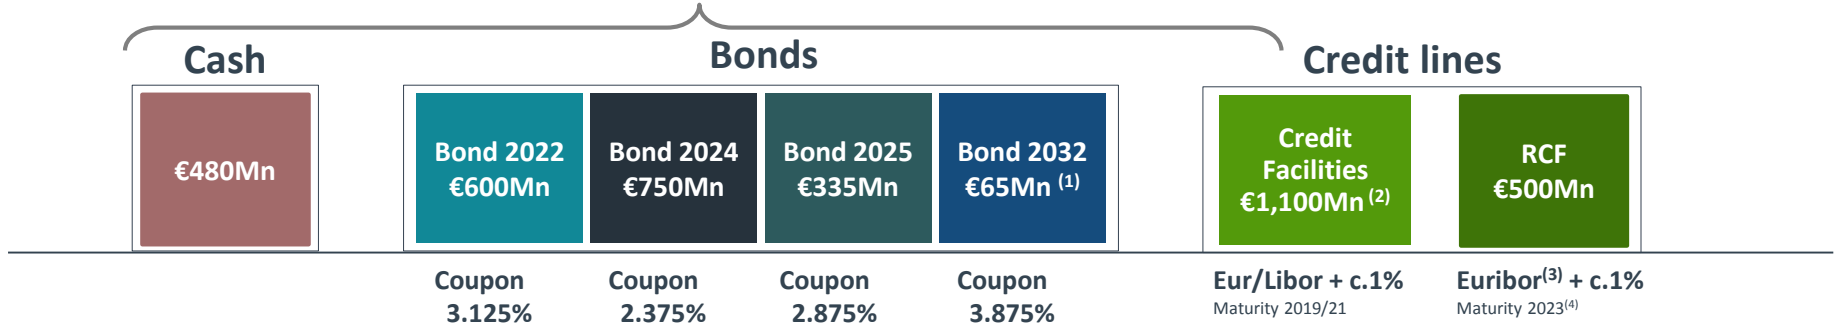 Cash
Bonds
Credit lines
€480Mn
Bond 2022
€600Mn
Bond 2024
€750Mn
Bond 2025
€335Mn
Bond 2032
€65Mn (1)
Credit
Facilities
€1,100Mn (2)
RCF
€500Mn
Coupon
3.125%
Coupon
2.375%
Coupon
2.875%
Coupon
3.875%
Eur/Libor + c.1%
Maturity 2019/21
Euribor(3) + c.1%
Maturity 2023(4)